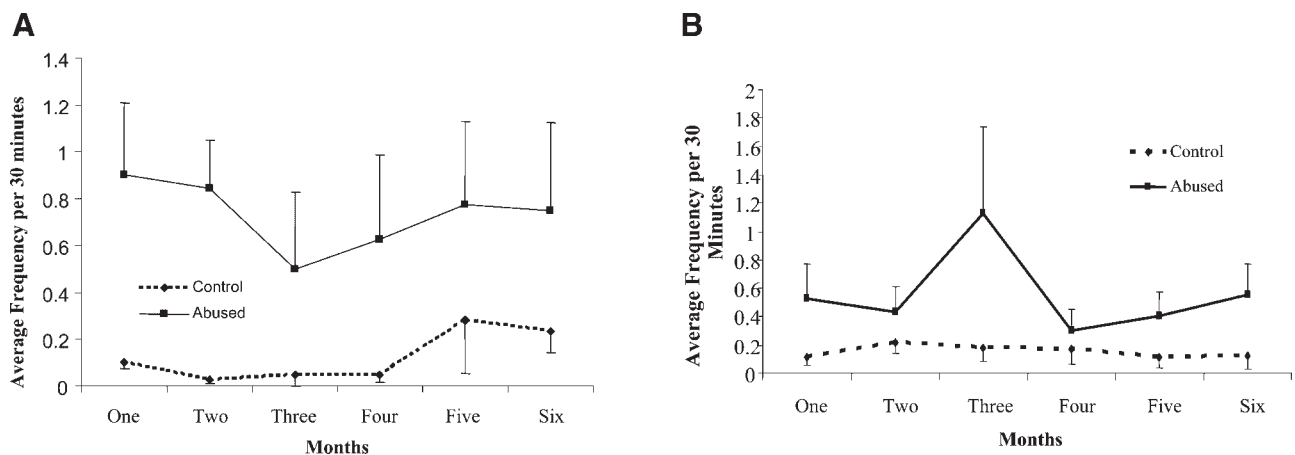 A
Average Frequency per 30 minutes
1.4
1.2
1
0.8
0.6
0.4
0.2
0
Control
Abused
One Two Three Four Five Six
Months
B
Average Frequency per 30
Minutes
2
1.8
1.6
1.4
1.2
1
0.8
0.6
0.4
0.2
0
Control
Abused
One Two Three Four Five Six
Months